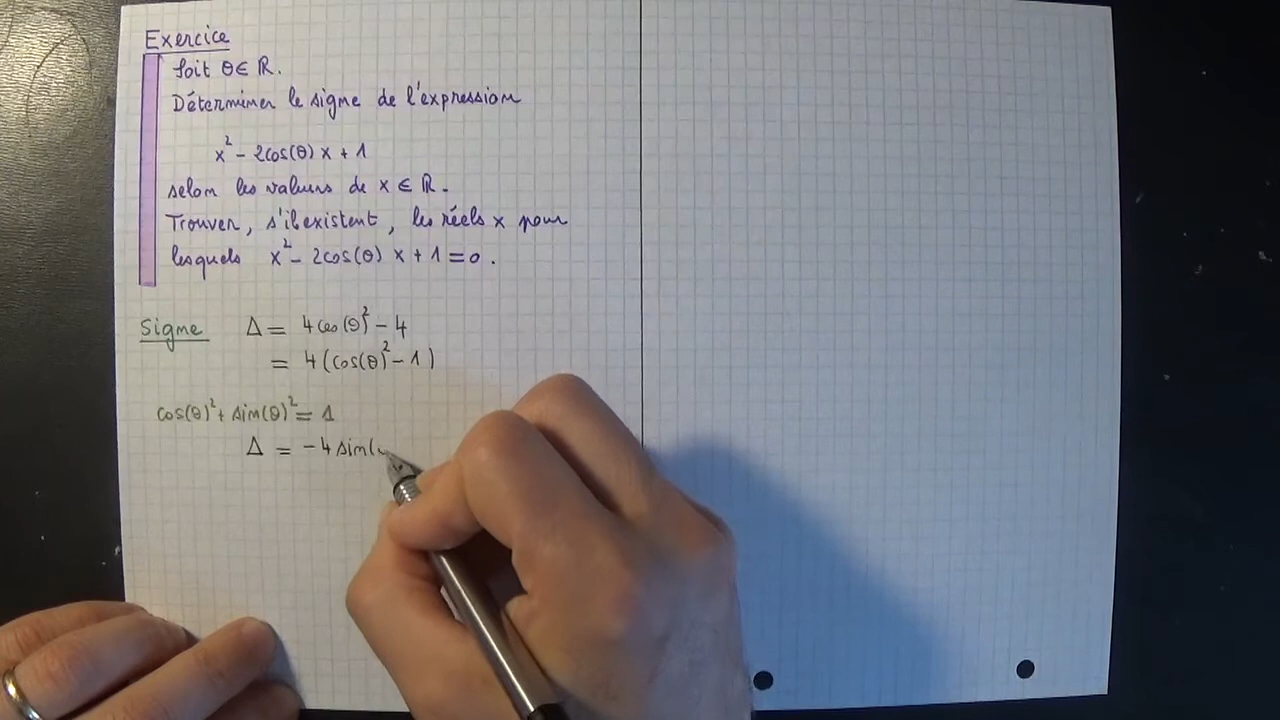 Exercice
Soit θ ∈ ℝ.
Déterminer le signe de l'expression
x² - 2cos(θ) x + 1
selon les valeurs de x ∈ ℝ.
Trouver, s'il existent, les réels x pour
lesquels x² - 2cos(θ) x + 1 = 0.
Signe Δ = 4cos(θ)² - 4
= 4(cos(θ)² - 1)
cos(θ)² + sin(θ)² = 1
Δ = -4 sin(